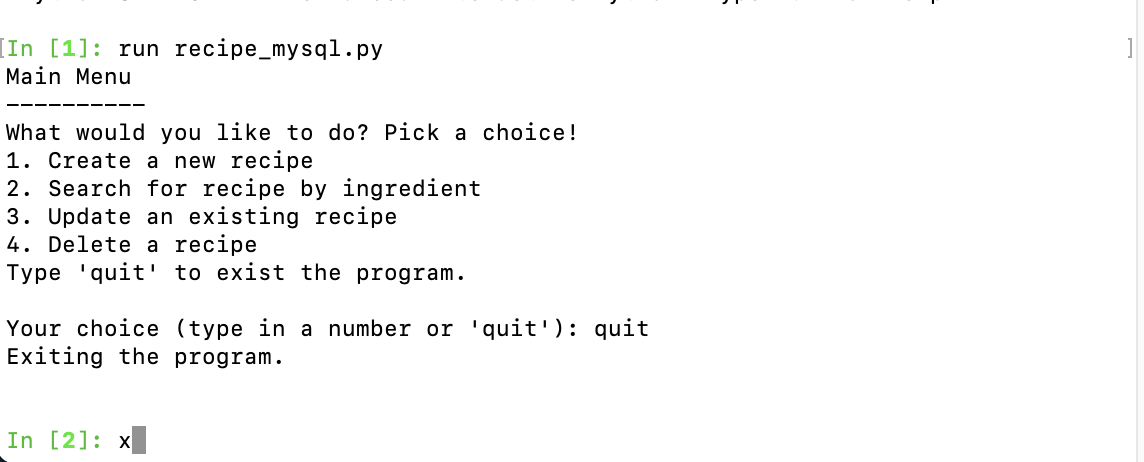 [In [1]: run recipe_mysql.py ]
Main Menu
----------
What would you like to do? Pick a choice!
1. Create a new recipe
2. Search for recipe by ingredient
3. Update an existing recipe
4. Delete a recipe
Type 'quit' to exist the program.
Your choice (type in a number or 'quit'): quit
Exiting the program.
In [2]: x